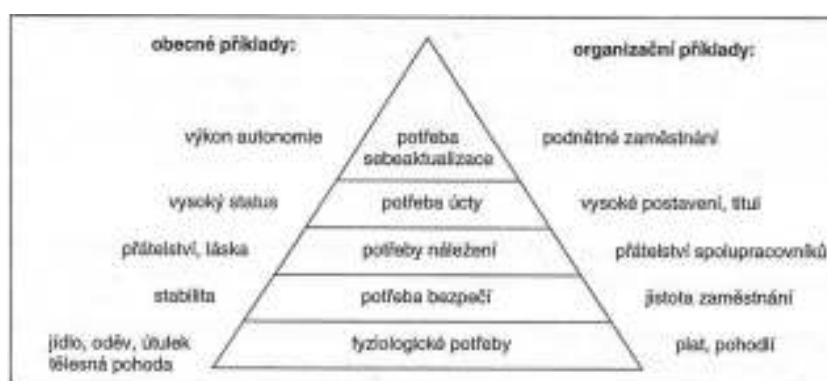 obecné příklady:
organizační příklady:
výkon autonomie
potřeba
sebeaktualizace
podnětné zaměstnání
vysoký status
potřeba úcty
vysoké postavení, titul
přátelství, láska
potřeby náležení
přátelství spolupracovníků
stabilita
potřeba bezpečí
jistota zaměstnání
jídlo, oděv, útulek
tělesná pohoda
fyziologické potřeby
plat, pohodlí